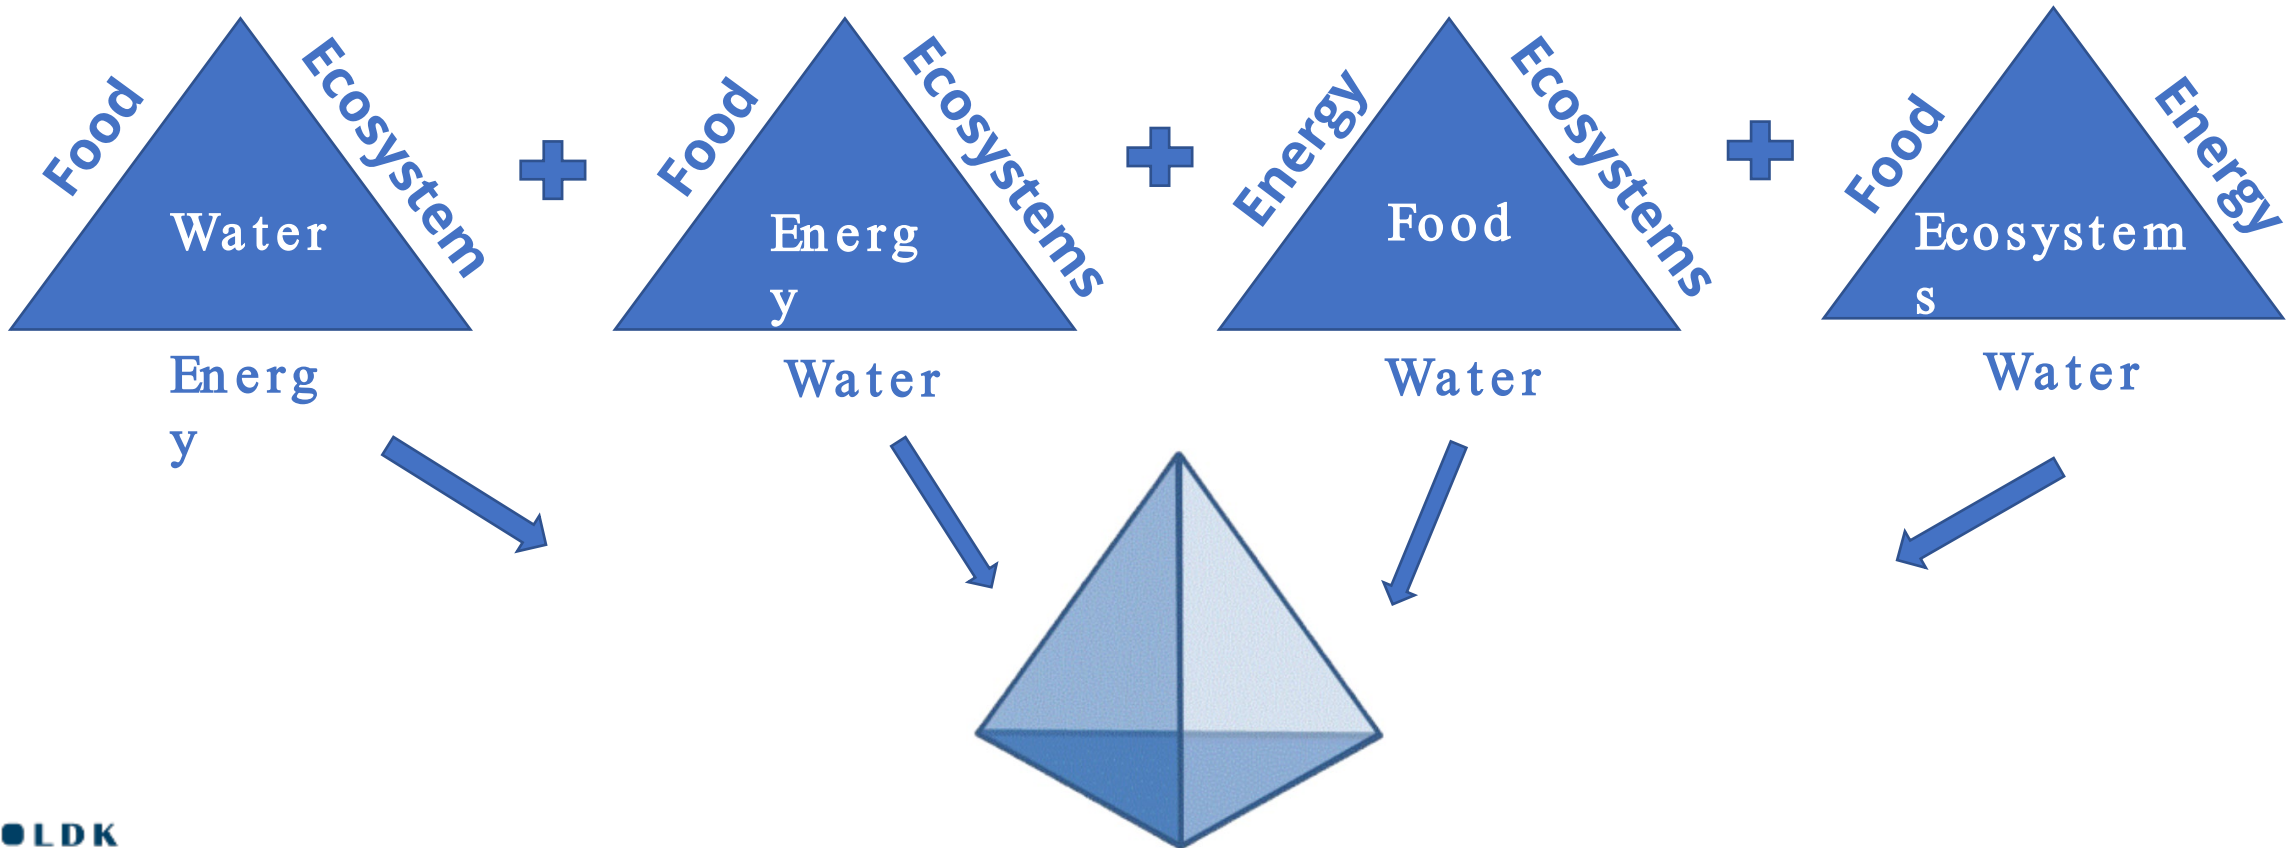 Food
Ecosystem
Water
Energ
y
Food
Ecosystems
Energ
y
Water
Energy
Ecosystems
Food
Water
Food
Energy
Ecosystem
s
Water
LDK